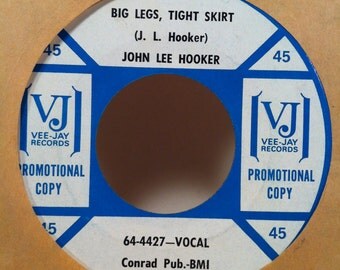 BIG LEGS, TIGHT SKIRT
(J. L. Hooker)
JOHN LEE HOOKER
45
45
VJ
VEE-JAY
RECORDS
PROMOTIONAL
COPY
VJ
VEE-JAY
RECORDS
PROMOTIONAL
COPY
45
45
64-4427—VOCAL
Conrad Pub.-BMI